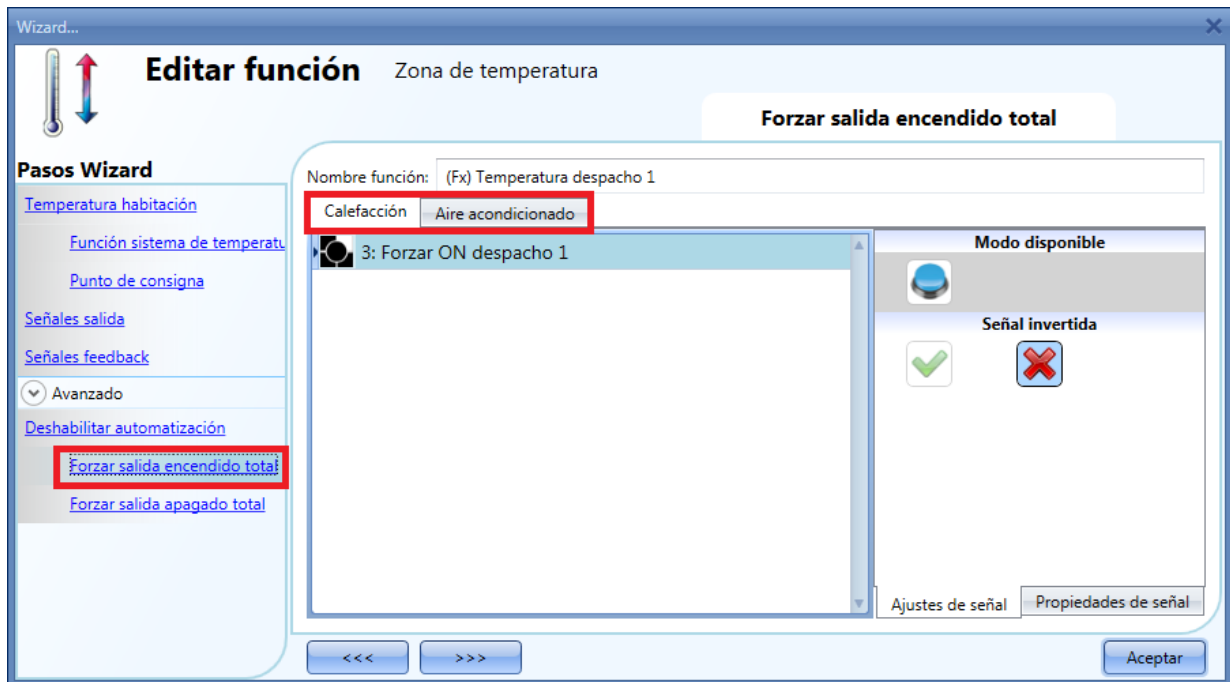 Wizard...
Editar función Zona de temperatura
Forzar salida encendido total
Pasos Wizard
Temperatura habitación
Función sistema de temperatu
Punto de consigna
Señales salida
Señales feedback
Avanzado
Deshabilitar automatización
Forzar salida encendido total
Forzar salida apagado total
Nombre función: (Fx) Temperatura despacho 1
Calefacción Aire acondicionado
3: Forzar ON despacho 1
Modo disponible
Señal invertida
Ajustes de señal Propiedades de señal
<<< >>> Aceptar